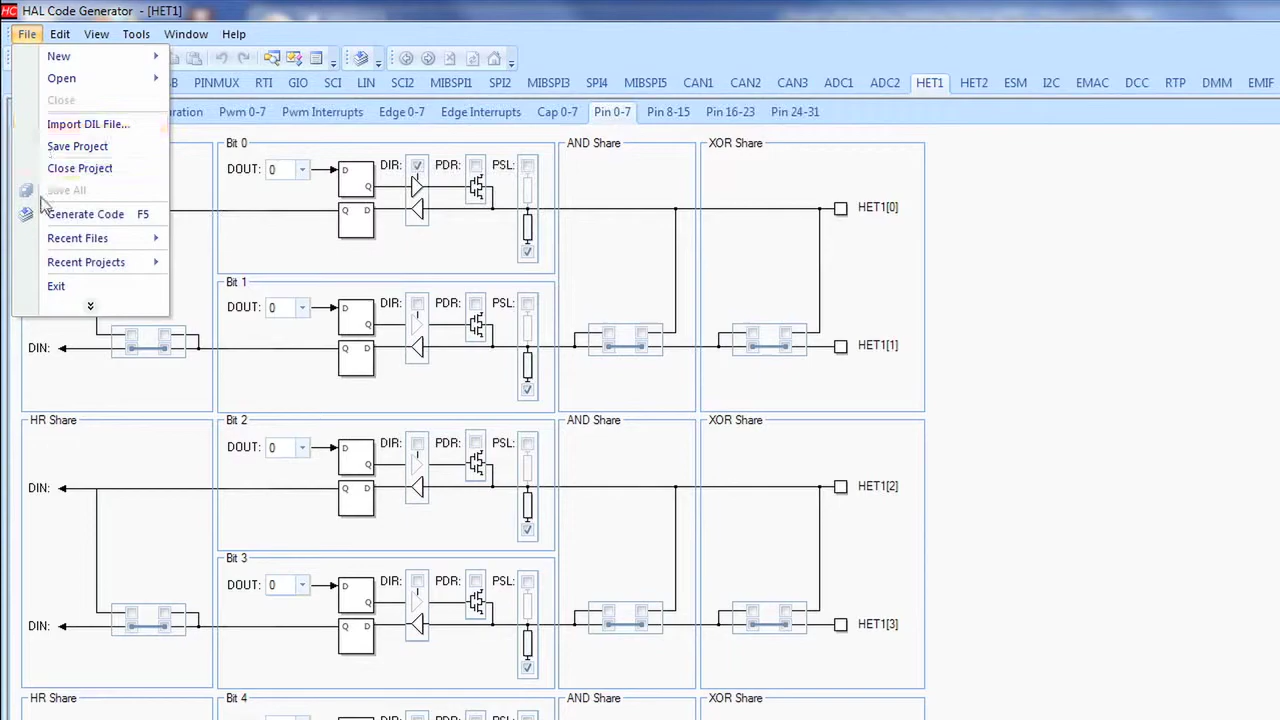 HC HAL Code Generator - [HET1]
File Edit View Tools Window Help
B PINMUX RTI GIO SCI LIN SCI2 MIBSPI1 SPI2 MIBSPI3 SPI4 MIBSPI5 CAN1 CAN2 CAN3 ADC1 ADC2 HET1 HET2 ESM I2C EMAC DCC RTP DMM EMIF
ration Pwm 0-7 Pwm Interrupts Edge 0-7 Edge Interrupts Cap 0-7 Pin 0-7 Pin 8-15 Pin 16-23 Pin 24-31
New
Open
Close
Import DIL File...
Save Project
Close Project
Save All
Generate Code F5
Recent Files
Recent Projects
Exit
Bit 0 AND Share XOR Share
DOUT: 0 D Q DIR: PDR: PSL:
Q D HET1[0]
Bit 1
DOUT: 0 D Q DIR: PDR: PSL:
DIN: Q D HET1[1]
HR Share Bit 2 AND Share XOR Share
DOUT: 0 D Q DIR: PDR: PSL:
DIN: Q D HET1[2]
Bit 3
DOUT: 0 D Q DIR: PDR: PSL:
DIN: Q D HET1[3]
HR Share Bit 4 AND Share XOR Share